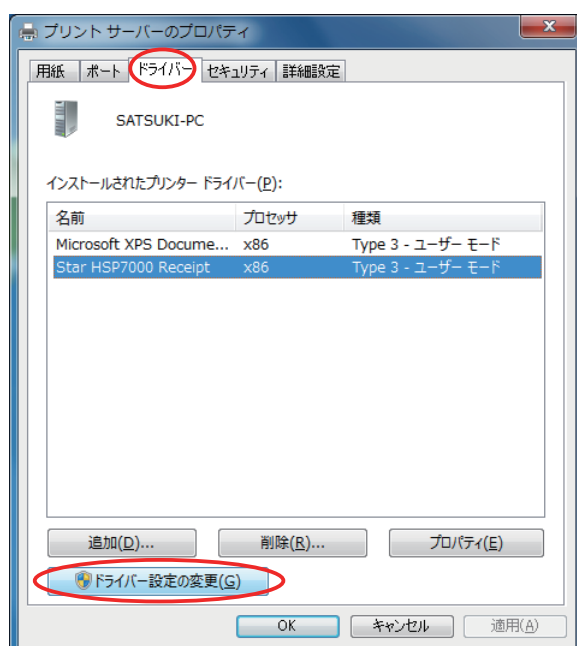 プリント サーバーのプロパティ
用紙 ポート ドライバー セキュリティ 詳細設定
SATSUKI-PC
インストールされたプリンター ドライバー(P):
名前 プロセッサ 種類
Microsoft XPS Docume... x86 Type 3 - ユーザー モード
Star HSP7000 Receipt x86 Type 3 - ユーザー モード
追加(D)... 削除(R)... プロパティ(E)
ドライバー設定の変更(G)
OK キャンセル 適用(A)